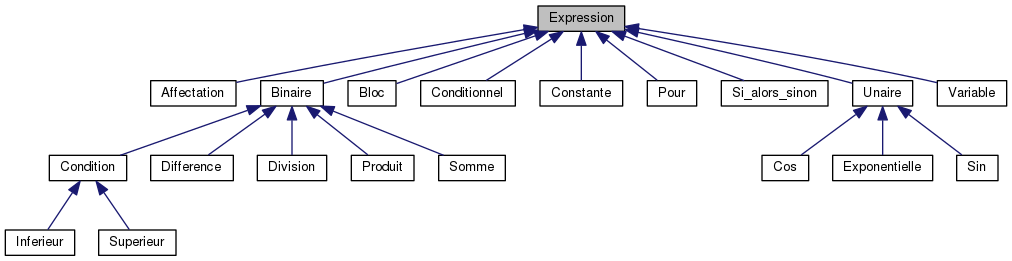 Expression
Affectation
Binaire
Bloc
Conditionnel
Constante
Pour
Si_alors_sinon
Unaire
Variable
Condition
Difference
Division
Produit
Somme
Cos
Exponentielle
Sin
Inferieur
Superieur